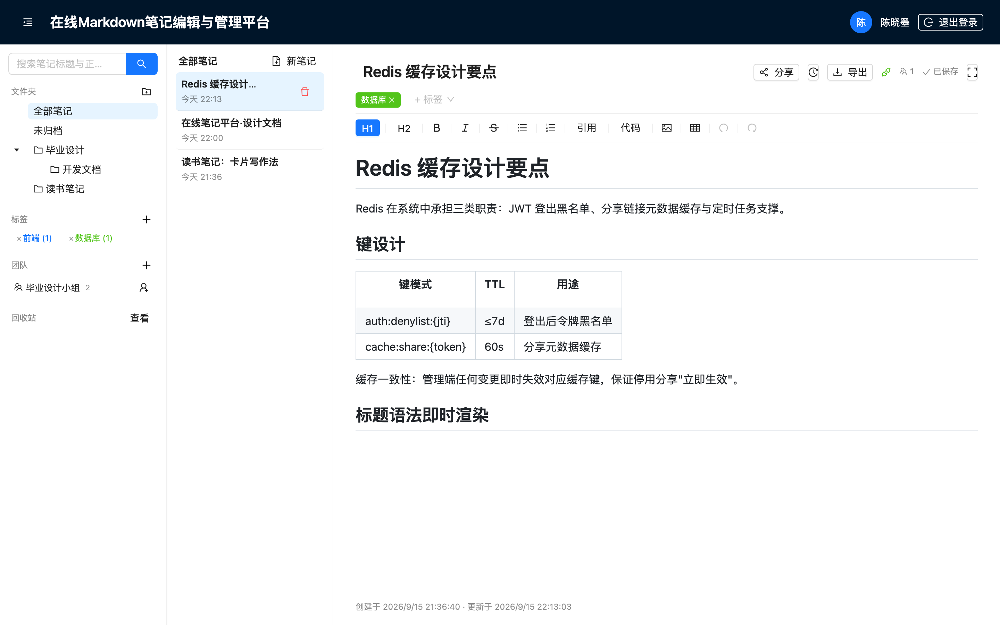 在线Markdown笔记编辑与管理平台
陈 陈晓墨 退出登录
搜索笔记标题与正...
文件夹
全部笔记
未归档
毕业设计
开发文档
读书笔记
标签
×前端 (1) ×数据库 (1)
团队
毕业设计小组 2
回收站 查看
全部笔记 新笔记
Redis 缓存设计...
今天 22:13
在线笔记平台·设计文档
今天 22:00
读书笔记：卡片写作法
今天 21:36
Redis 缓存设计要点
分享 导出 1 已保存
数据库 × + 标签
H1 H2 B I S 引用 代码
Redis 缓存设计要点
Redis 在系统中承担三类职责：JWT 登出黑名单、分享链接元数据缓存与定时任务支撑。
键设计
键模式 TTL 用途
auth:denylist:{jti} ≤7d 登出后令牌黑名单
cache:share:{token} 60s 分享元数据缓存
缓存一致性：管理端任何变更即时失效对应缓存键，保证停用分享"立即生效"。
标题语法即时渲染
创建于 2026/9/15 21:36:40 · 更新于 2026/9/15 22:13:03